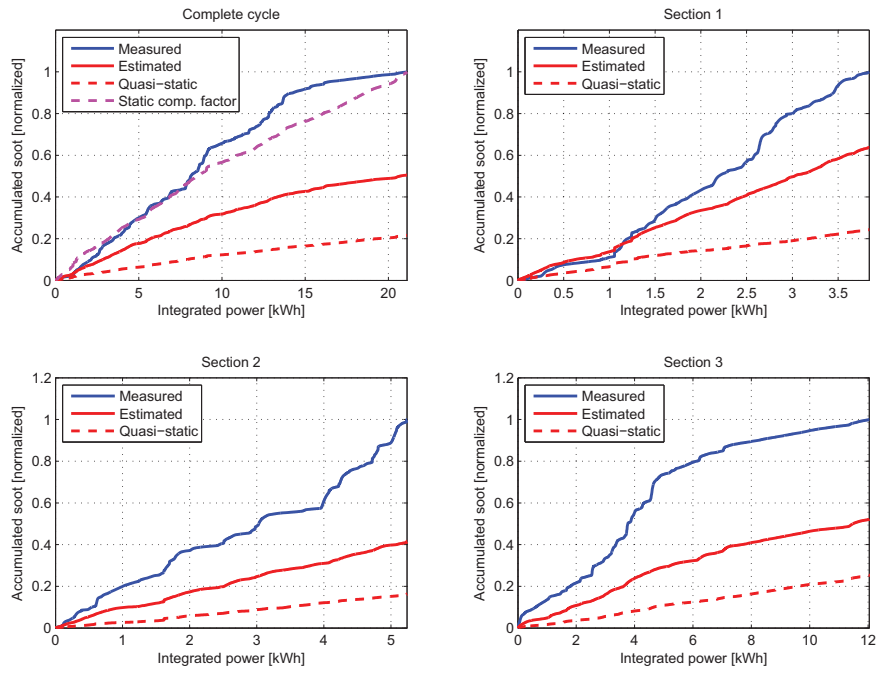 Complete cycle
Accumulated soot [normalized]
1
0.8
0.6
0.4
0.2
0
Measured
Estimated
Quasi−static
Static comp. factor
0 5 10 15 20
Integrated power [kWh]
Section 1
Accumulated soot [normalized]
1
0.8
0.6
0.4
0.2
0
Measured
Estimated
Quasi−static
0 0.5 1 1.5 2 2.5 3 3.5
Integrated power [kWh]
Section 2
Accumulated soot [normalized]
1.2
1
0.8
0.6
0.4
0.2
0
Measured
Estimated
Quasi−static
0 1 2 3 4 5
Integrated power [kWh]
Section 3
Accumulated soot [normalized]
1.2
1
0.8
0.6
0.4
0.2
0
Measured
Estimated
Quasi−static
0 2 4 6 8 10 12
Integrated power [kWh]